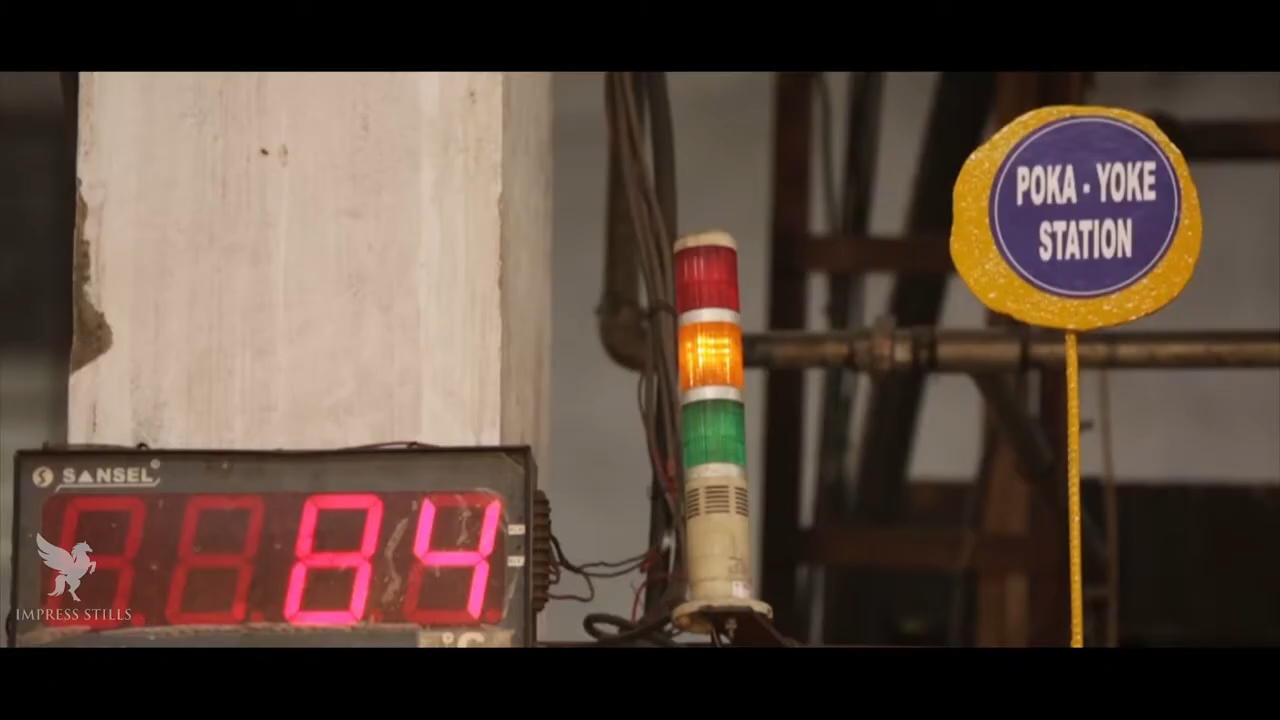 SANSEL
84
°C
POKA - YOKE
STATION
IMPRESS STILLS